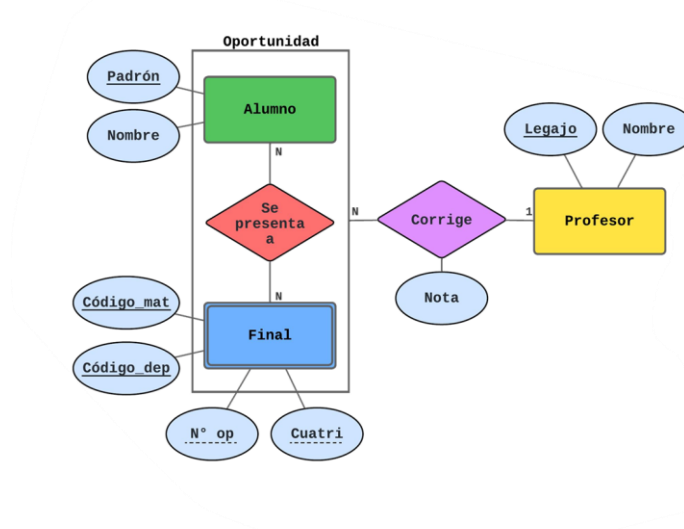 Oportunidad
Padrón
Alumno
Nombre
N
Legajo
Nombre
Se
presenta
a
N
Corrige
1
Profesor
Código_mat
N
Nota
Final
Código_dep
N° op
Cuatri